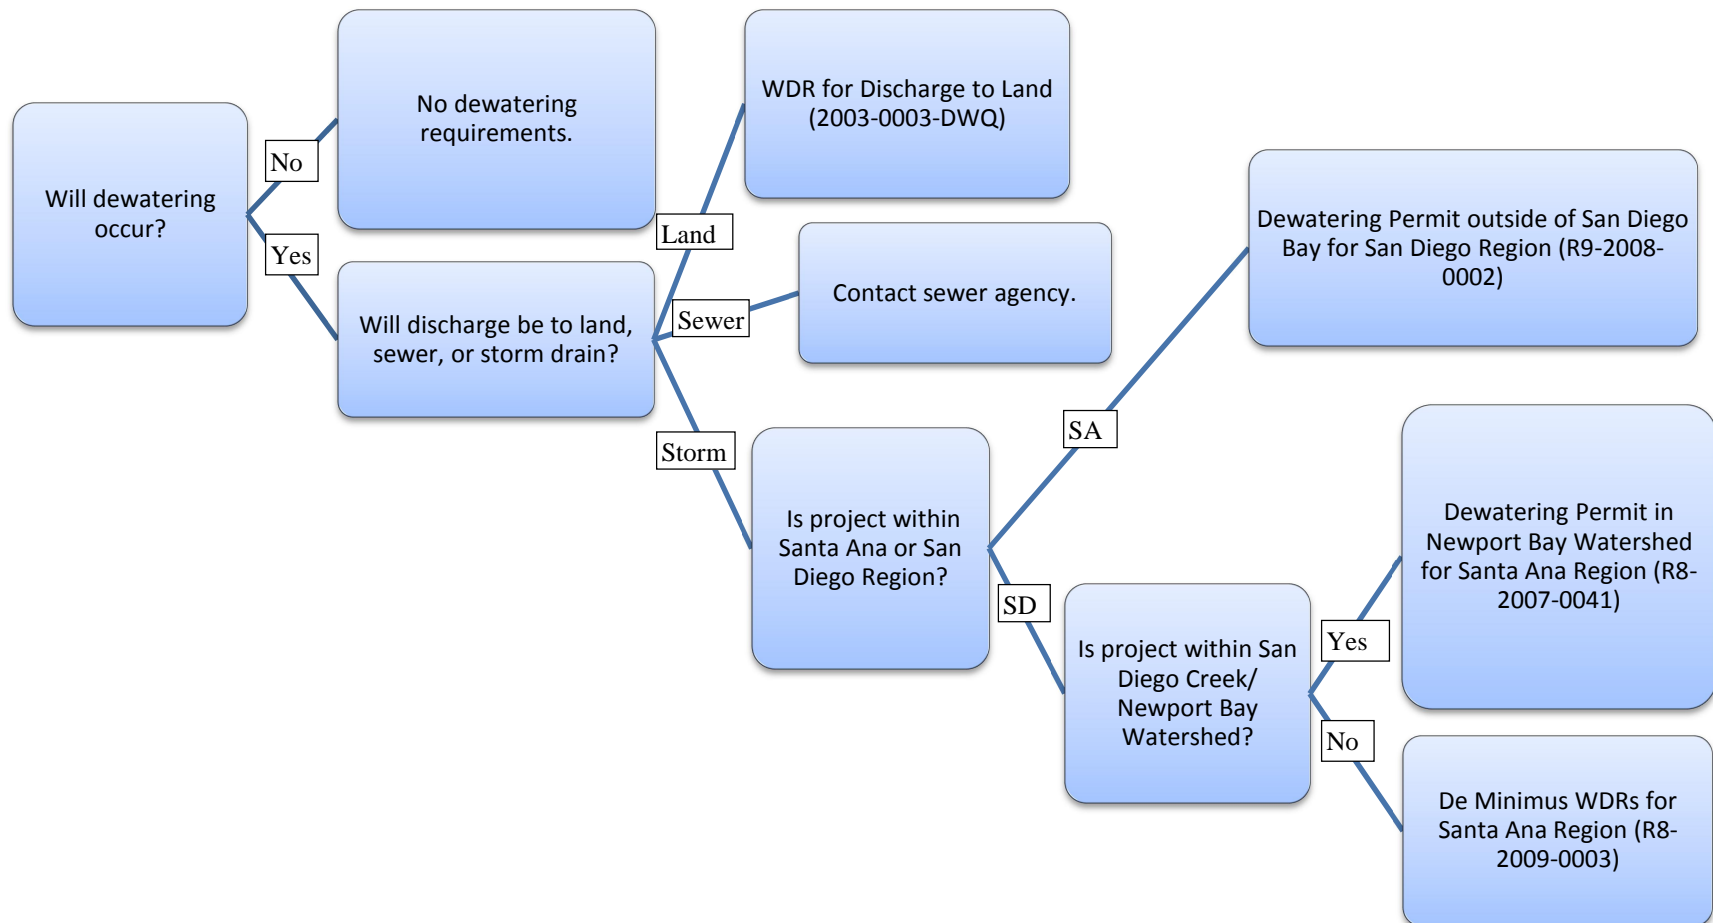 Will dewatering
occur?
No
Yes
No dewatering
requirements.
Will discharge be to land,
sewer, or storm drain?
Land
Sewer
Storm
WDR for Discharge to Land
(2003-0003-DWQ)
Contact sewer agency.
Is project within
Santa Ana or San
Diego Region?
SA
SD
Dewatering Permit outside of San Diego
Bay for San Diego Region (R9-2008-
0002)
Is project within San
Diego Creek/
Newport Bay
Watershed?
Yes
No
Dewatering Permit in
Newport Bay Watershed
for Santa Ana Region (R8-
2007-0041)
De Minimus WDRs for
Santa Ana Region (R8-
2009-0003)